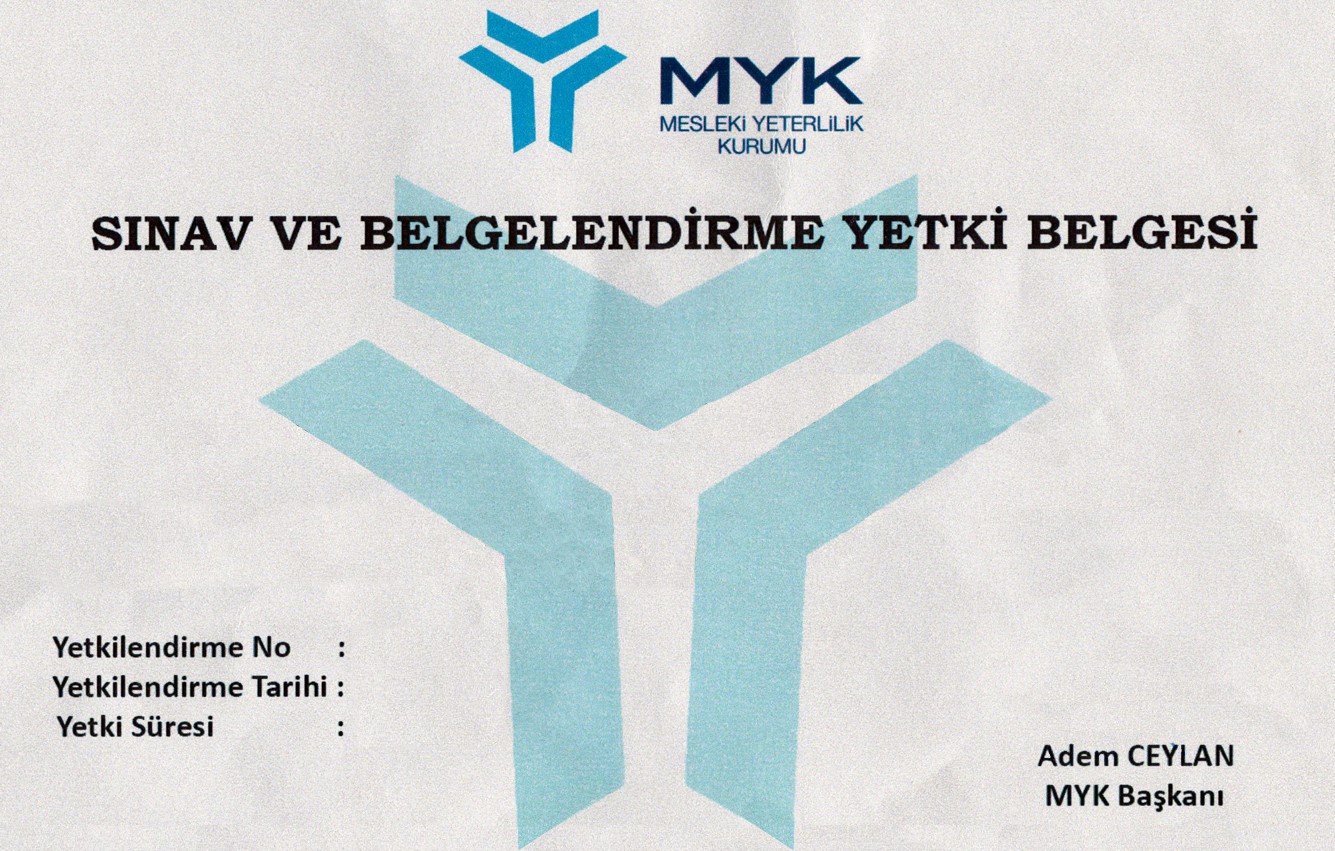 MYK
MESLEKİ YETERLİLİK
KURUMU
SINAV VE BELGELENDİRME YETKİ BELGESİ
Yetkilendirme No :
Yetkilendirme Tarihi :
Yetki Süresi :
Adem CEYLAN
MYK Başkanı